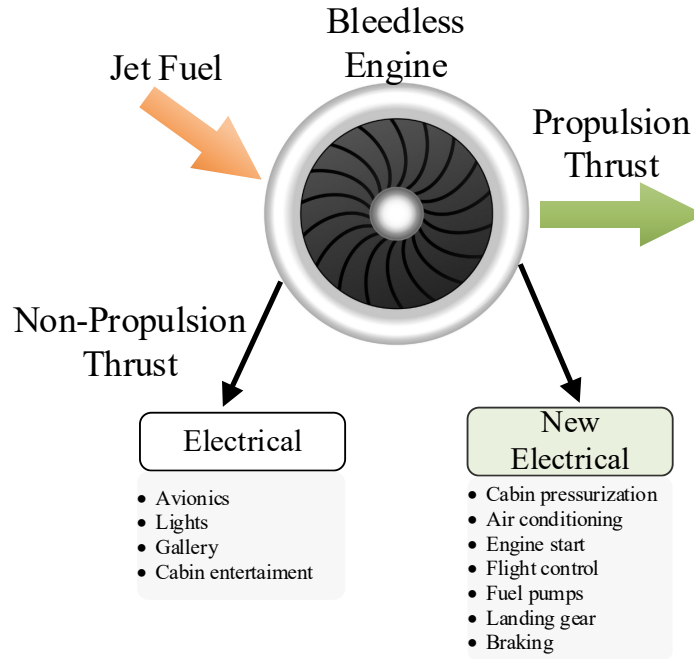 Bleedless
Engine
Jet Fuel
Propulsion
Thrust
Non-Propulsion
Thrust
Electrical
• Avionics
• Lights
• Gallery
• Cabin entertaiment
New
Electrical
• Cabin pressurization
• Air conditioning
• Engine start
• Flight control
• Fuel pumps
• Landing gear
• Braking